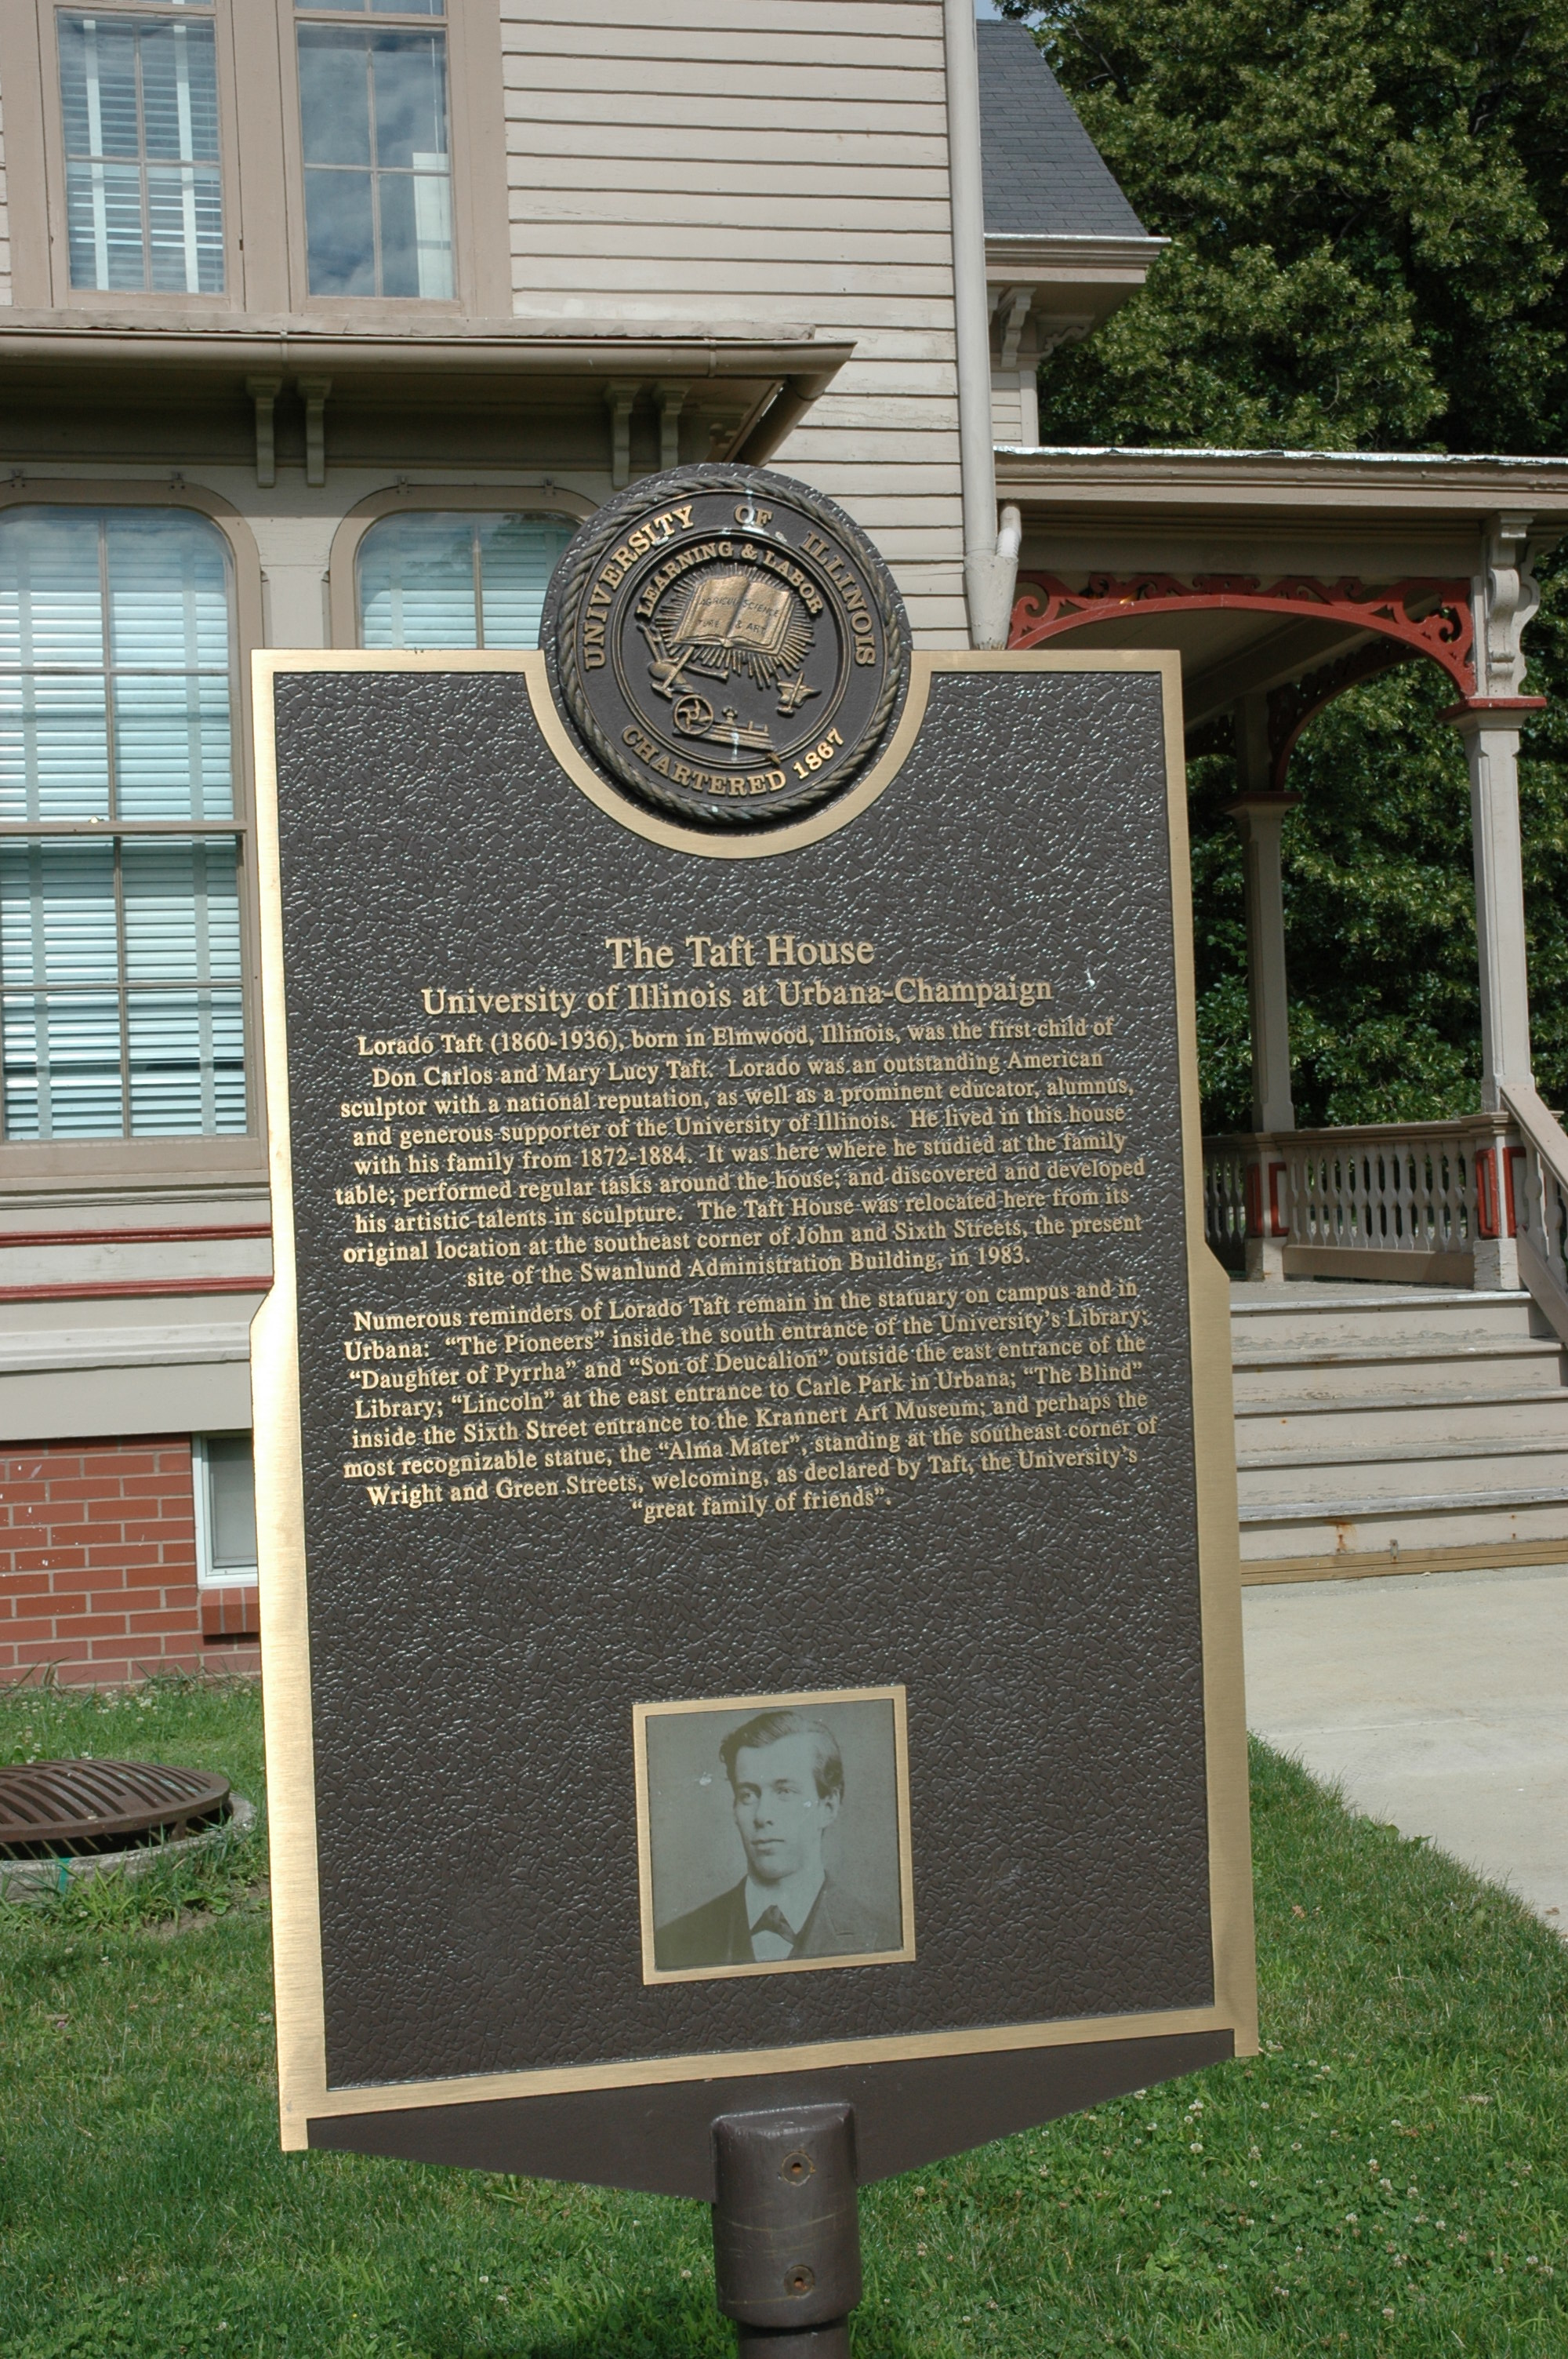 UNIVERSITY OF ILLINOIS
LEARNING & LABOR
AGRICUL SCIENCE
TURE & ART
CHARTERED 1867
The Taft House
University of Illinois at Urbana-Champaign
Lorado Taft (1860-1936), born in Elmwood, Illinois, was the first child of
Don Carlos and Mary Lucy Taft. Lorado was an outstanding American
sculptor with a national reputation, as well as a prominent educator, alumnus,
and generous supporter of the University of Illinois. He lived in this house
with his family from 1872-1884. It was here where he studied at the family
table; performed regular tasks around the house; and discovered and developed
his artistic talents in sculpture. The Taft House was relocated here from its
original location at the southeast corner of John and Sixth Streets, the present
site of the Swanlund Administration Building, in 1983.
Numerous reminders of Lorado Taft remain in the statuary on campus and in
Urbana: "The Pioneers" inside the south entrance of the University's Library;
"Daughter of Pyrrha" and "Son of Deucalion" outside the east entrance of the
Library; "Lincoln" at the east entrance to Carle Park in Urbana; "The Blind"
inside the Sixth Street entrance to the Krannert Art Museum; and perhaps the
most recognizable statue, the "Alma Mater", standing at the southeast corner of
Wright and Green Streets, welcoming, as declared by Taft, the University's
"great family of friends".